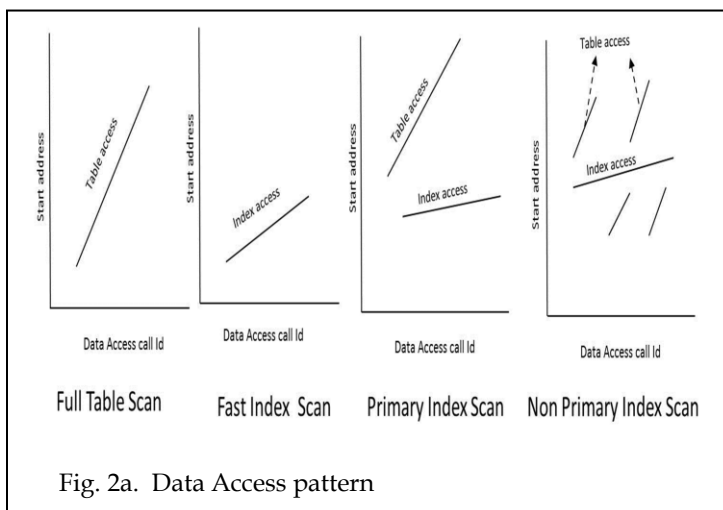 Start address
Table access
Data Access call Id
Full Table Scan
Start address
Index access
Data Access call Id
Fast Index Scan
Start address
Table access
Index access
Data Access call Id
Primary Index Scan
Table access
Start address
Index access
Data Access call Id
Non Primary Index Scan
Fig. 2a. Data Access pattern